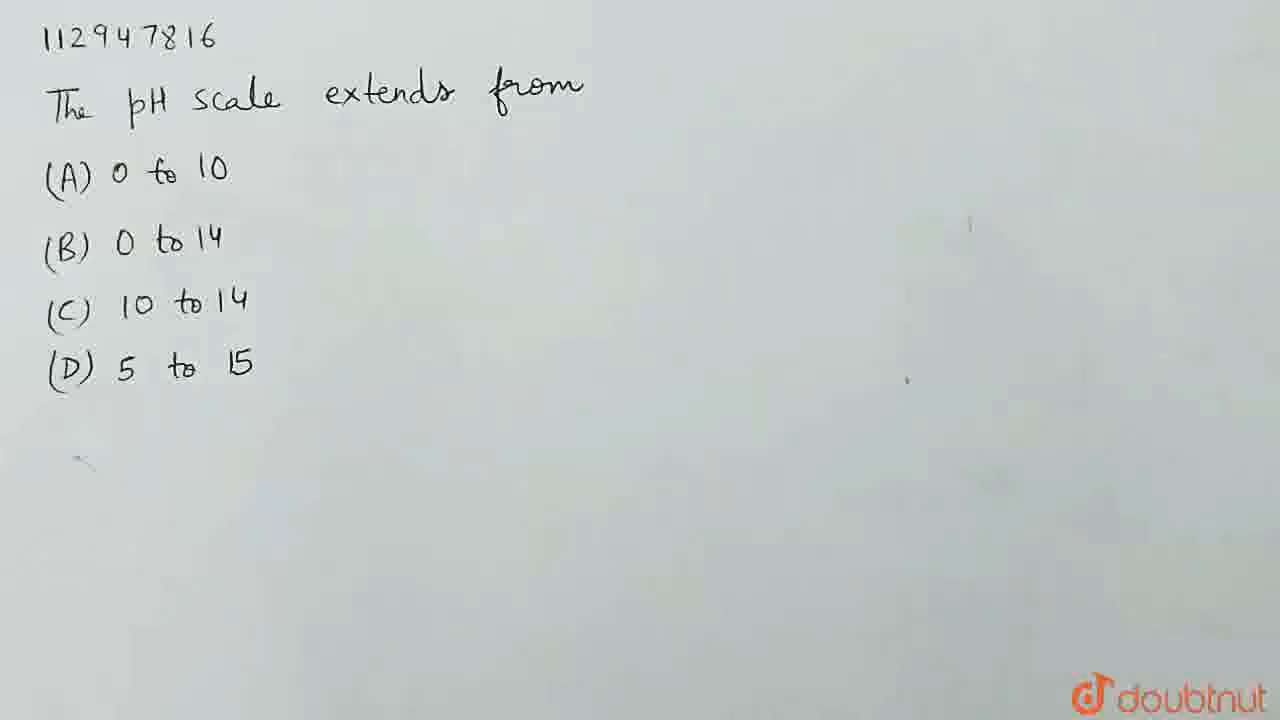 112947816
The pH scale extends from
(A) 0 to 10
(B) 0 to 14
(C) 10 to 14
(D) 5 to 15
doubtnut